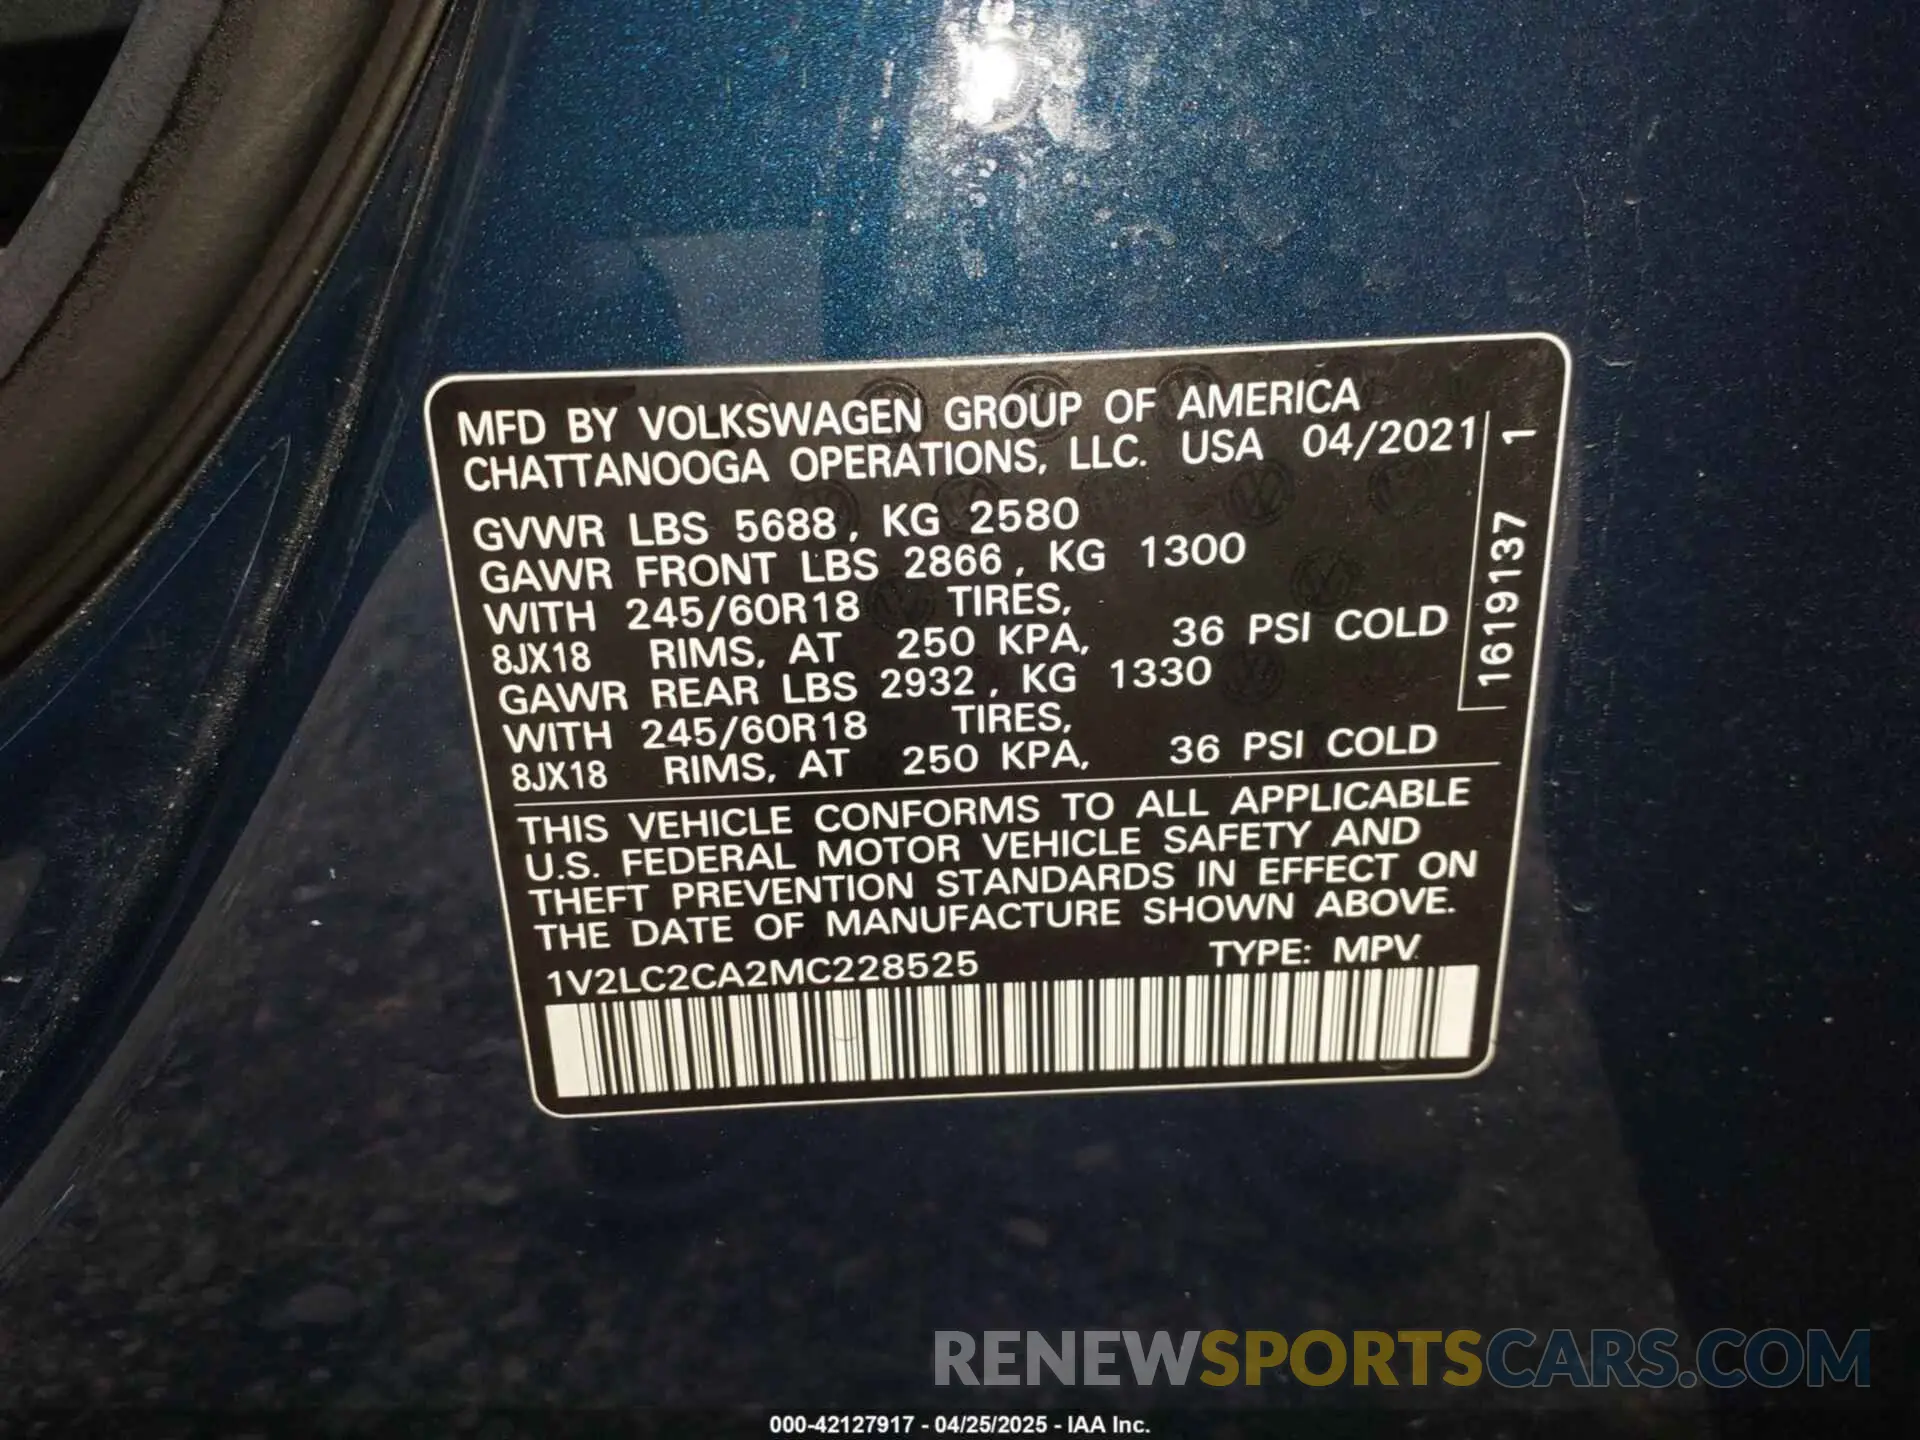 MFD BY VOLKSWAGEN GROUP OF AMERICA
CHATTANOOGA OPERATIONS, LLC. USA 04/2021
GVWR LBS 5688, KG 2580
GAWR FRONT LBS 2866, KG 1300
WITH 245/60R18 TIRES,
8JX18 RIMS, AT 250 KPA, 36 PSI COLD
GAWR REAR LBS 2932, KG 1330
WITH 245/60R18 TIRES,
8JX18 RIMS, AT 250 KPA, 36 PSI COLD
1619137 1
THIS VEHICLE CONFORMS TO ALL APPLICABLE
U.S. FEDERAL MOTOR VEHICLE SAFETY AND
THEFT PREVENTION STANDARDS IN EFFECT ON
THE DATE OF MANUFACTURE SHOWN ABOVE.
1V2LC2CA2MC228525 TYPE: MPV
RENEWSPORTSCARS.COM
000-42127917 - 04/25/2025 - IAA Inc.